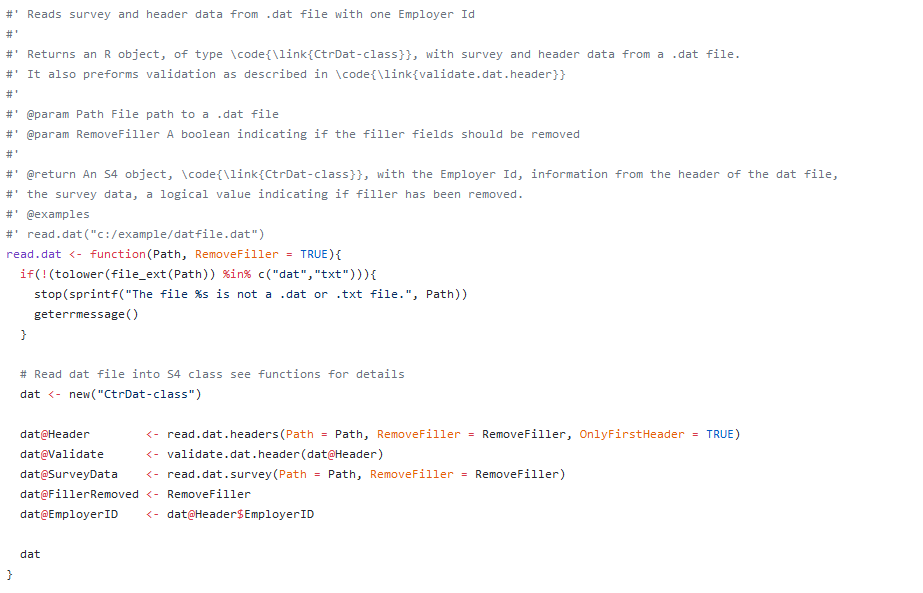 #' Reads survey and header data from .dat file with one Employer Id
#'
#' Returns an R object, of type \code{\link{CtrDat-class}}, with survey and header data from a .dat file.
#' It also preforms validation as described in \code{\link{validate.dat.header}}
#'
#' @param Path File path to a .dat file
#' @param RemoveFiller A boolean indicating if the filler fields should be removed
#'
#' @return An S4 object, \code{\link{CtrDat-class}}, with the Employer Id, information from the header of the dat file,
#' the survey data, a logical value indicating if filler has been removed.
#' @examples
#' read.dat("c:/example/datfile.dat")
read.dat <- function(Path, RemoveFiller = TRUE){
  if(!(tolower(file_ext(Path)) %in% c("dat","txt"))){
    stop(sprintf("The file %s is not a .dat or .txt file.", Path))
    geterrmessage()
  }

  # Read dat file into S4 class see functions for details
  dat <- new("CtrDat-class")

  dat@Header        <- read.dat.headers(Path = Path, RemoveFiller = RemoveFiller, OnlyFirstHeader = TRUE)
  dat@Validate      <- validate.dat.header(dat@Header)
  dat@SurveyData    <- read.dat.survey(Path = Path, RemoveFiller = RemoveFiller)
  dat@FillerRemoved <- RemoveFiller
  dat@EmployerID    <- dat@Header$EmployerID

  dat
}